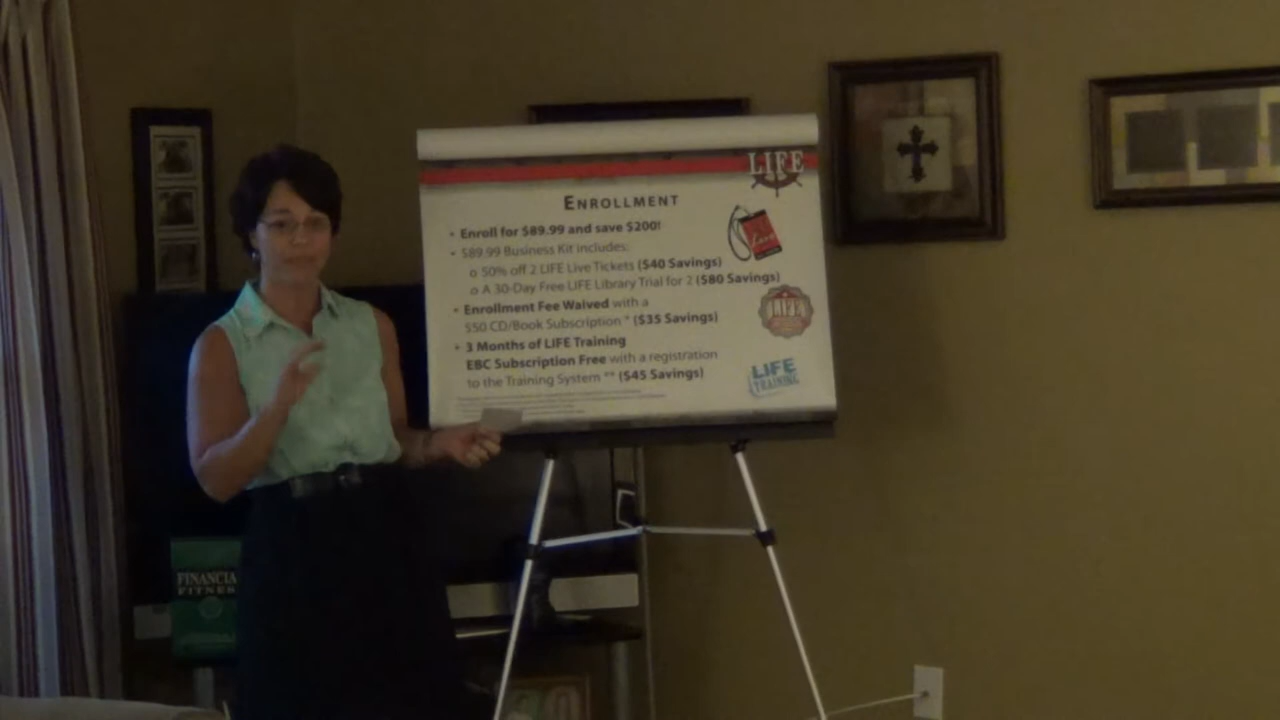 LIFE
ENROLLMENT
• Enroll for $89.99 and save $200!
• $89.99 Business Kit includes:
o 50% off 2 LIFE Live Tickets ($40 Savings)
o A 30-Day Free LIFE Library Trial for 2 ($80 Savings)
• Enrollment Fee Waived with a
$50 CD/Book Subscription * ($35 Savings)
LIFE
• 3 Months of LIFE Training
EBC Subscription Free with a registration
to the Training System ** ($45 Savings)
LIFE
TRAINING
FINANCIA
FITNES